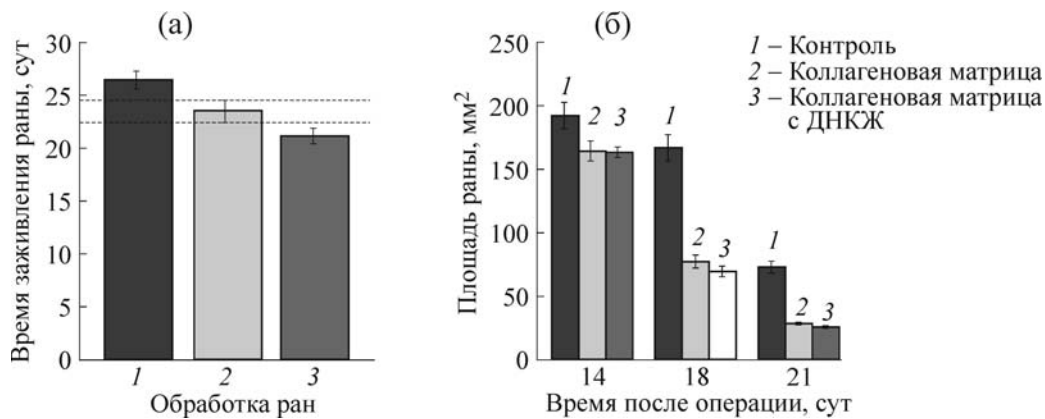 (а)
Время заживления раны, сут
30
25
20
15
10
5
0
1 2 3
Обработка ран
(б)
Площадь раны, мм2
250
200
150
100
50
0
1
2 3
1
2
3
1
2 3
14 18 21
Время после операции, сут
1 – Контроль
2 – Коллагеновая матрица
3 – Коллагеновая матрица
с ДНКЖ